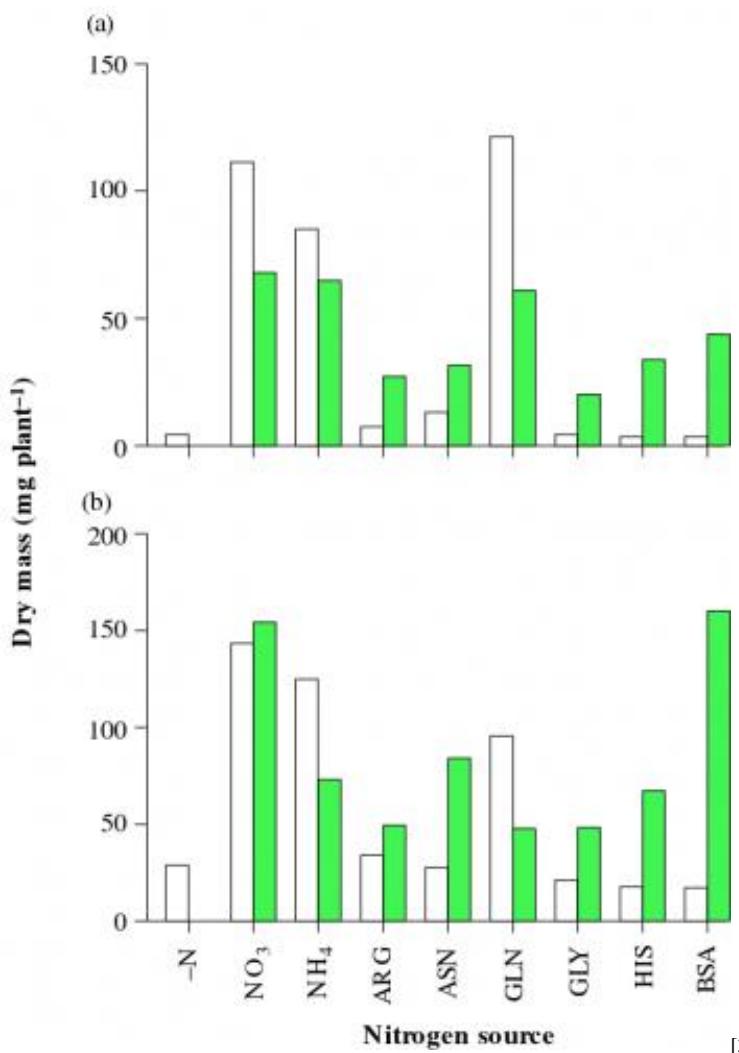 (a)
150
100
50
0
(b)
200
150
100
50
0
Dry mass (mg plant⁻¹)
–N
NO₃
NH₄
ARG
ASN
GLN
GLY
HIS
BSA
Nitrogen source